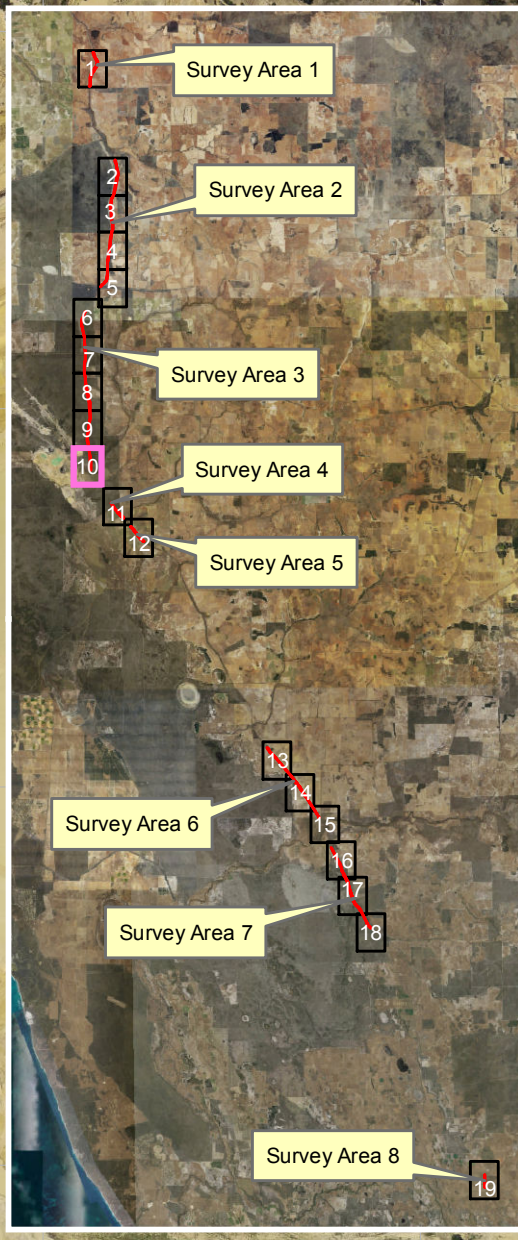 1
Survey Area 1
2
Survey Area 2
3
4
5
6
7
Survey Area 3
8
9
10
Survey Area 4
11
12
Survey Area 5
13
14
Survey Area 6
15
16
17
Survey Area 7
18
Survey Area 8
19